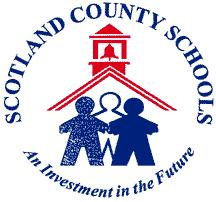 SCOTLAND COUNTY SCHOOLS
An Investment in the Future